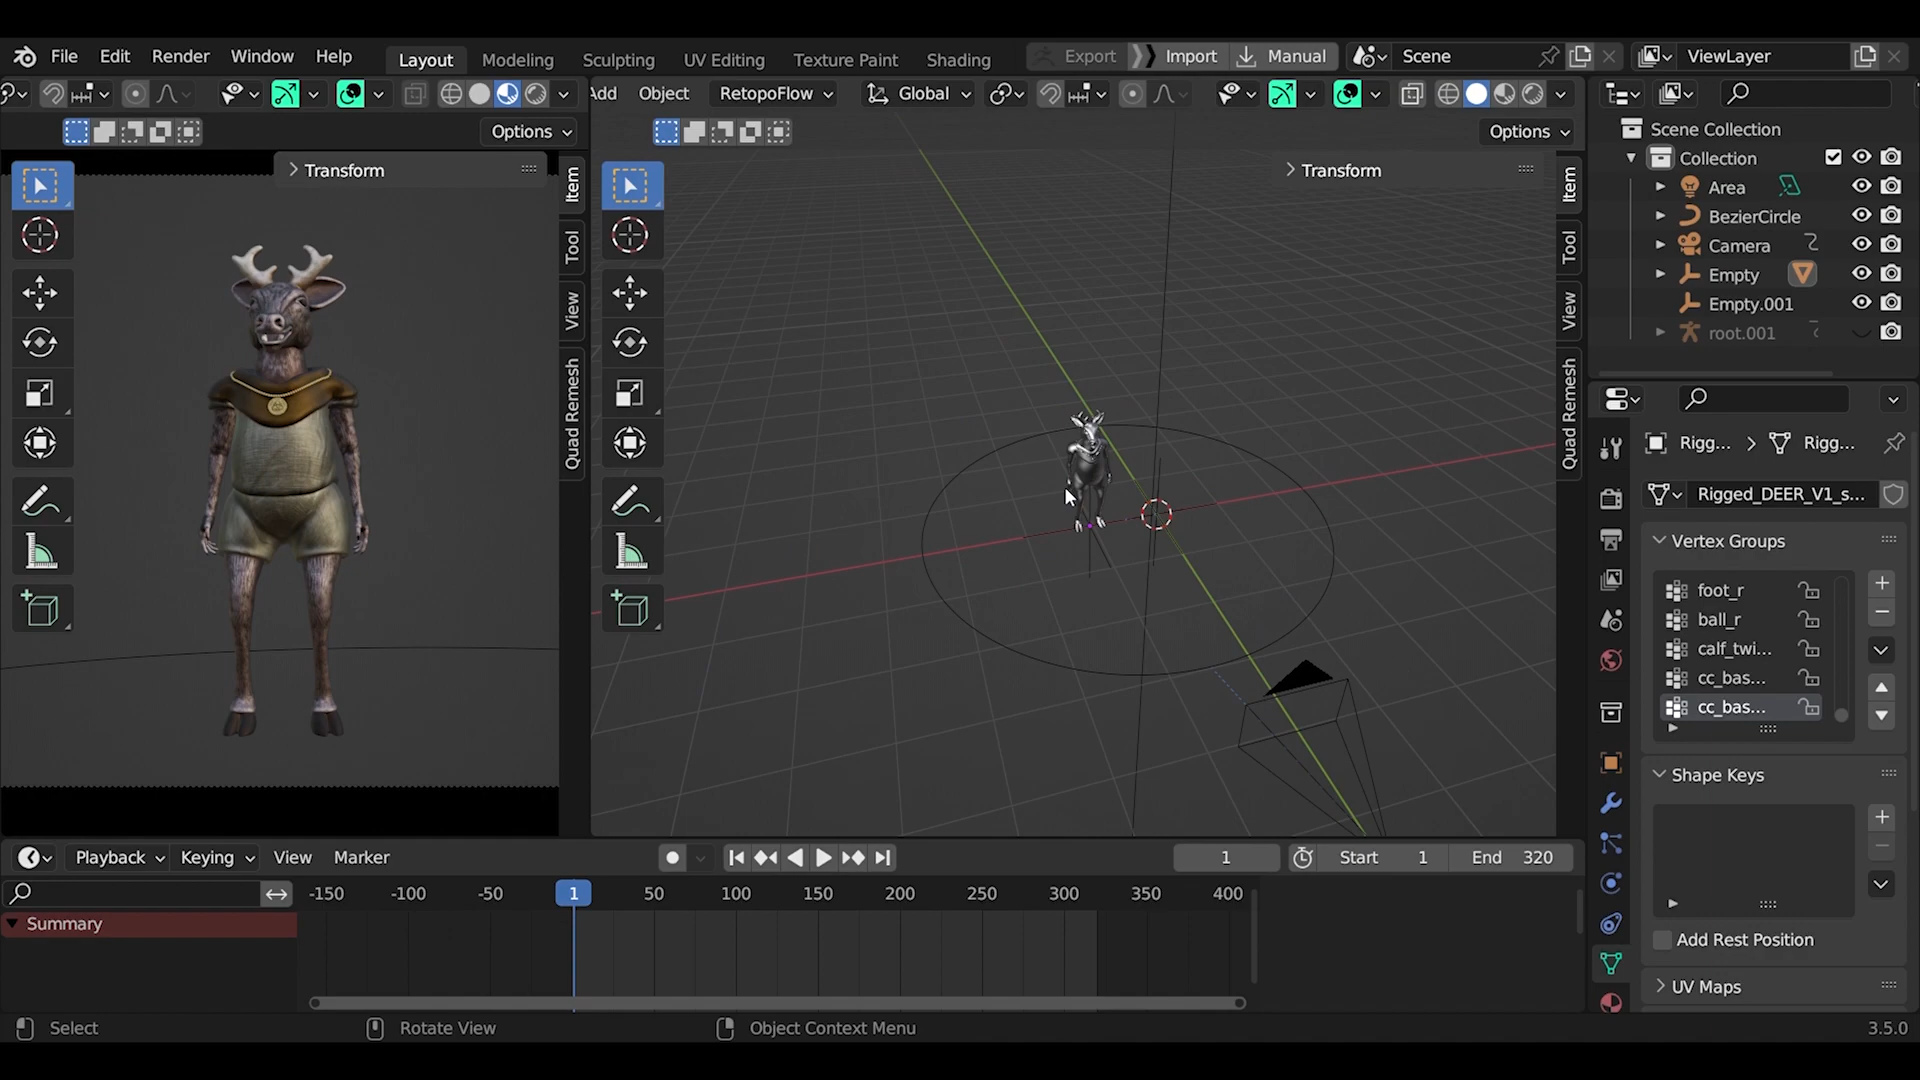 File Edit Render Window Help Layout Modeling Sculpting UV Editing Texture Paint Shading Export Import Manual Scene ViewLayer
Add Object RetopoFlow Global
Options Options
Scene Collection
Collection
Area
BezierCircle
Camera
Empty
Empty.001
root.001
Transform Transform
Item Tool View Quad Remesh
Item Tool View Quad Remesh
Rigg... Rigg...
Rigged_DEER_V1_s...
Vertex Groups
foot_r
ball_r
calf_twi...
cc_bas...
cc_bas...
Shape Keys
Add Rest Position
UV Maps
Playback Keying View Marker 1 Start 1 End 320
-150 -100 -50 1 50 100 150 200 250 300 350 400
Summary
Select Rotate View Object Context Menu 3.5.0